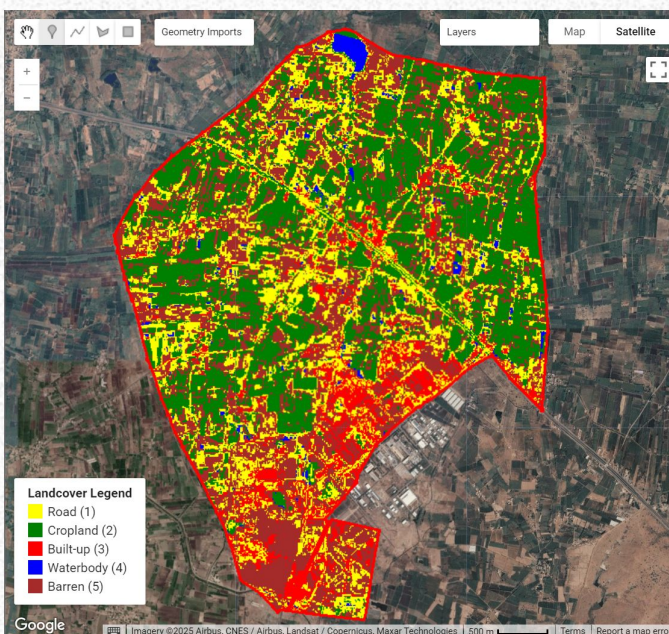 Geometry Imports
Layers
Map
Satellite
+
−
Landcover Legend
Road (1)
Cropland (2)
Built-up (3)
Waterbody (4)
Barren (5)
Google
Imagery ©2025 Airbus, CNES / Airbus, Landsat / Copernicus, Maxar Technologies
500 m
Terms
Report a map err